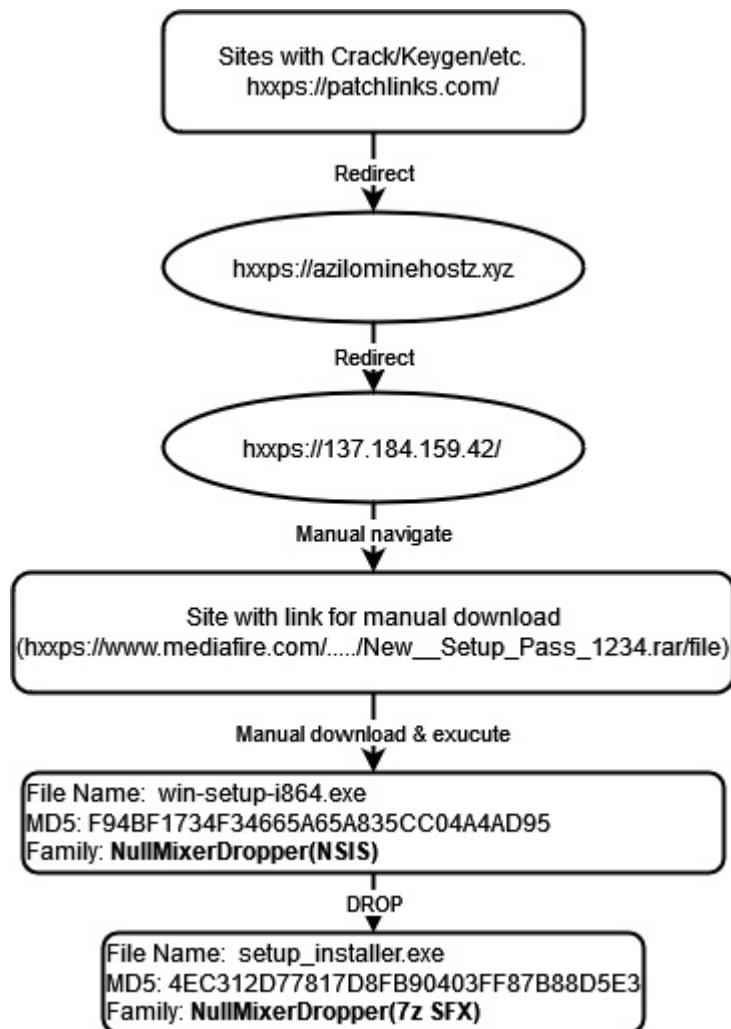 Sites with Crack/Keygen/etc.
hxxps://patchlinks.com/
Redirect
hxxps://azilominehostz.xyz
Redirect
hxxps://137.184.159.42/
Manual navigate
Site with link for manual download
(hxxps://www.mediafire.com/...../New__Setup_Pass_1234.rar/file)
Manual download & exucute
File Name: win-setup-i864.exe
MD5: F94BF1734F34665A65A835CC04A4AD95
Family: NullMixerDropper(NSIS)
DROP
File Name: setup_installer.exe
MD5: 4EC312D77817D8FB90403FF87B88D5E3
Family: NullMixerDropper(7z SFX)